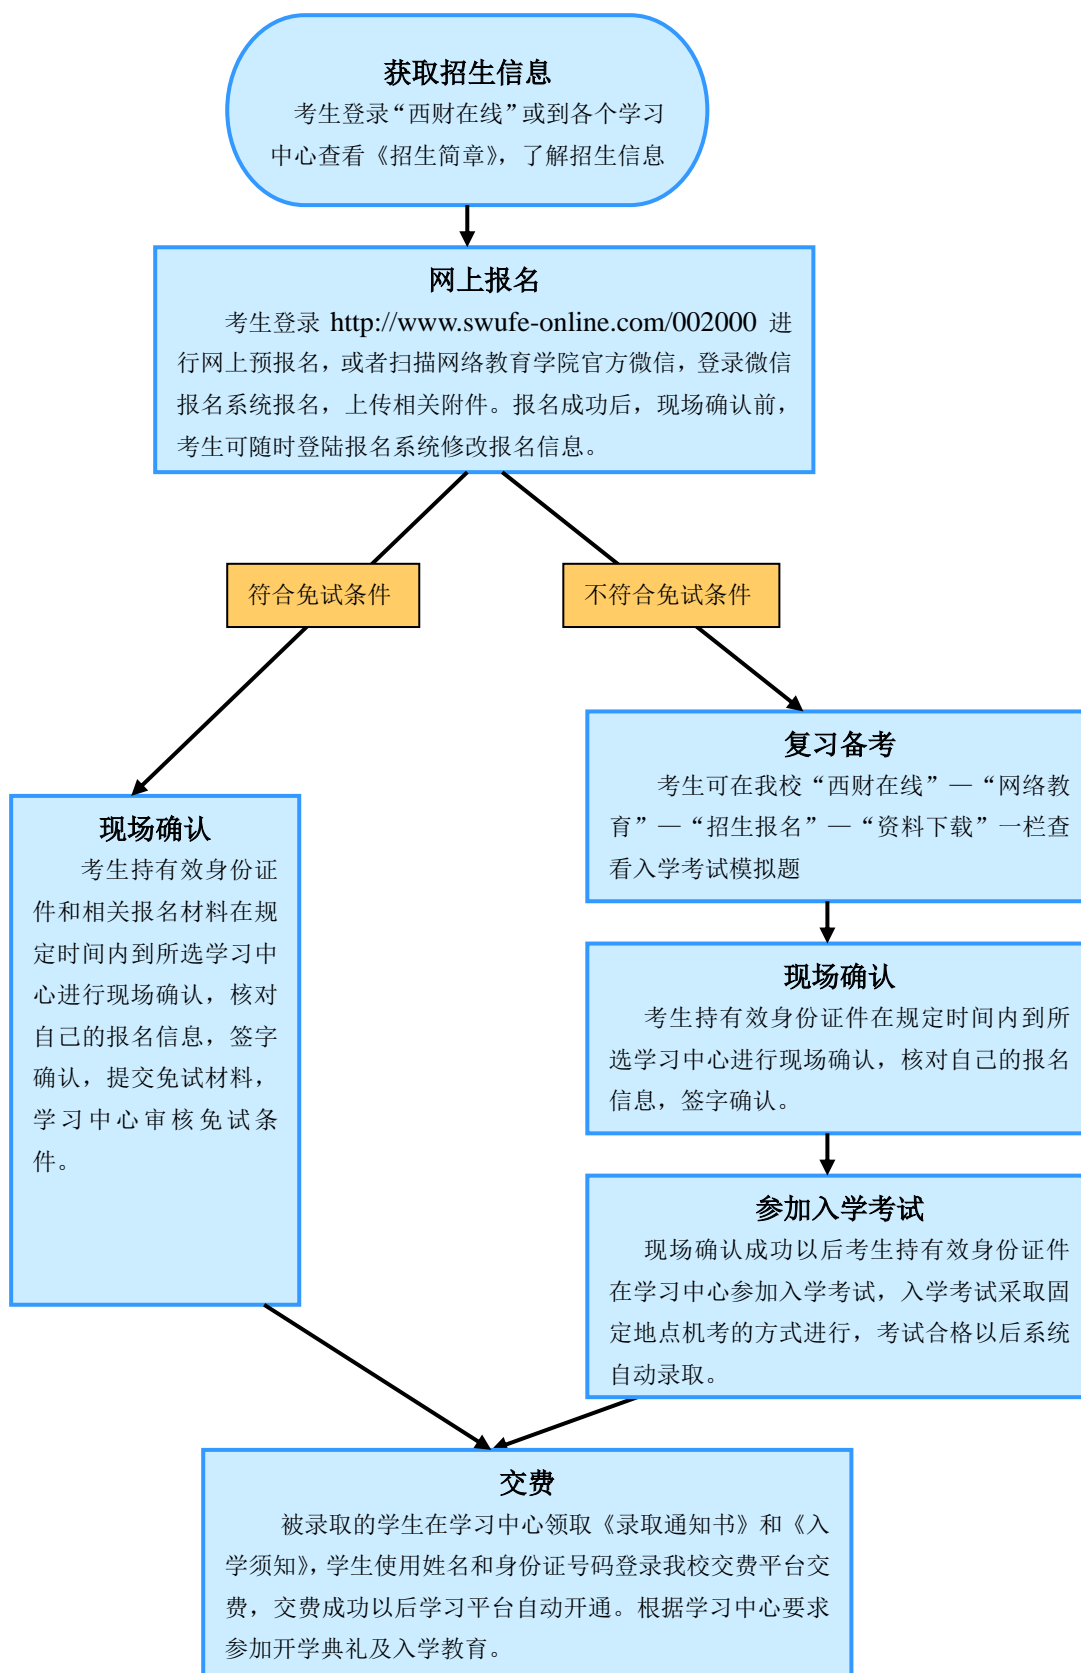 获取招生信息
考生登录“西财在线”或到各个学习
中心查看《招生简章》，了解招生信息
网上报名
考生登录 http://www.swufe-online.com/002000 进
行网上预报名，或者扫描网络教育学院官方微信，登录微信
报名系统报名，上传相关附件。报名成功后，现场确认前，
考生可随时登陆报名系统修改报名信息。
符合免试条件
不符合免试条件
现场确认
考生持有效身份证
件和相关报名材料在规
定时间内到所选学习中
心进行现场确认，核对
自己的报名信息，签字
确认，提交免试材料，
学习中心审核免试条
件。
复习备考
考生可在我校“西财在线”—“网络教
育”—“招生报名”—“资料下载”一栏查
看入学考试模拟题
现场确认
考生持有效身份证件在规定时间内到所
选学习中心进行现场确认，核对自己的报名
信息，签字确认。
参加入学考试
现场确认成功以后考生持有效身份证件
在学习中心参加入学考试，入学考试采取固
定地点机考的方式进行，考试合格以后系统
自动录取。
交费
被录取的学生在学习中心领取《录取通知书》和《入
学须知》，学生使用姓名和身份证号码登录我校交费平台交
费，交费成功以后学习平台自动开通。根据学习中心要求
参加开学典礼及入学教育。